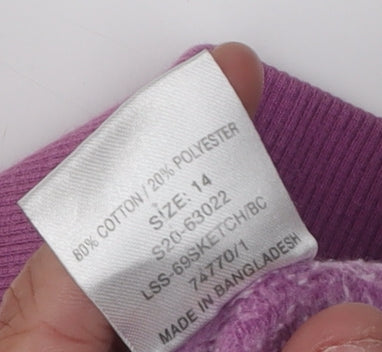 80% COTTON / 20% POLYESTER
SIZE: 14
S20-63022
LSS-69SKETCH/BC
74770/1
MADE IN BANGLADESH